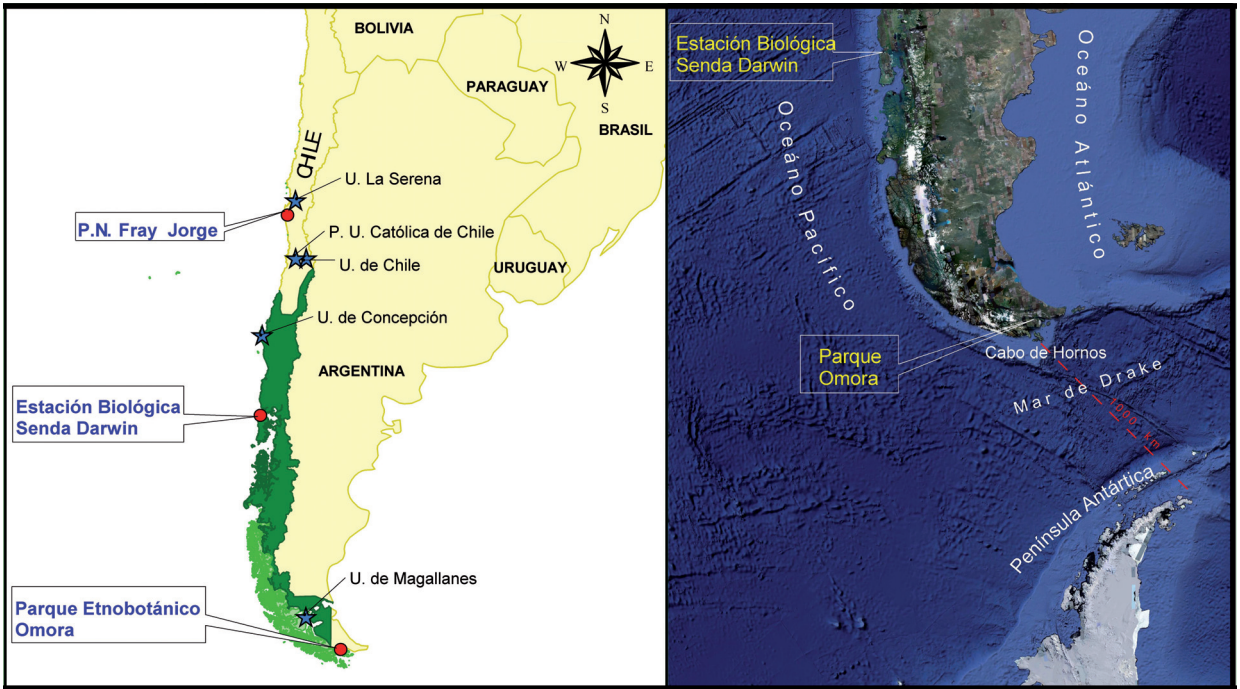 BOLIVIA
N
W
E
S
PARAGUAY
BRASIL
CHILE
U. La Serena
P.N. Fray Jorge
P. U. Católica de Chile
U. de Chile
URUGUAY
U. de Concepción
ARGENTINA
Estación Biológica
Senda Darwin
U. de Magallanes
Parque Etnobotánico
Omora
Estación Biológica
Senda Darwin
Océano Pacífico
Océano Atlántico
Parque
Omora
Cabo de Hornos
Mar de Drake
1000 km
Península Antártica